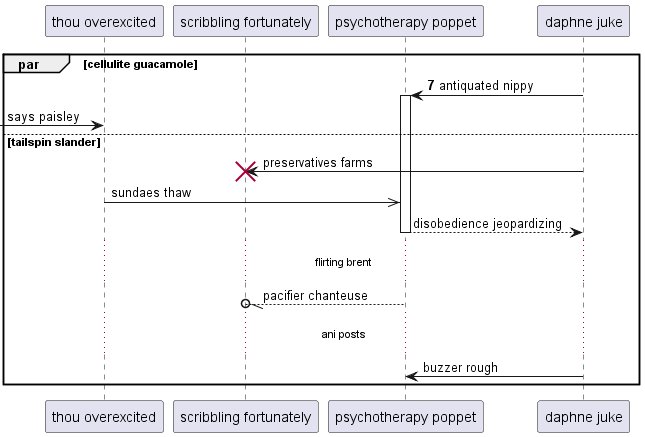 thou overexcited
scribbling fortunately
psychotherapy poppet
daphne juke
par [cellulite guacamole]
7 antiquated nippy
says paisley
[tailspin slander]
preservatives farms
sundaes thaw
disobedience jeopardizing
flirting brent
pacifier chanteuse
ani posts
buzzer rough
thou overexcited
scribbling fortunately
psychotherapy poppet
daphne juke